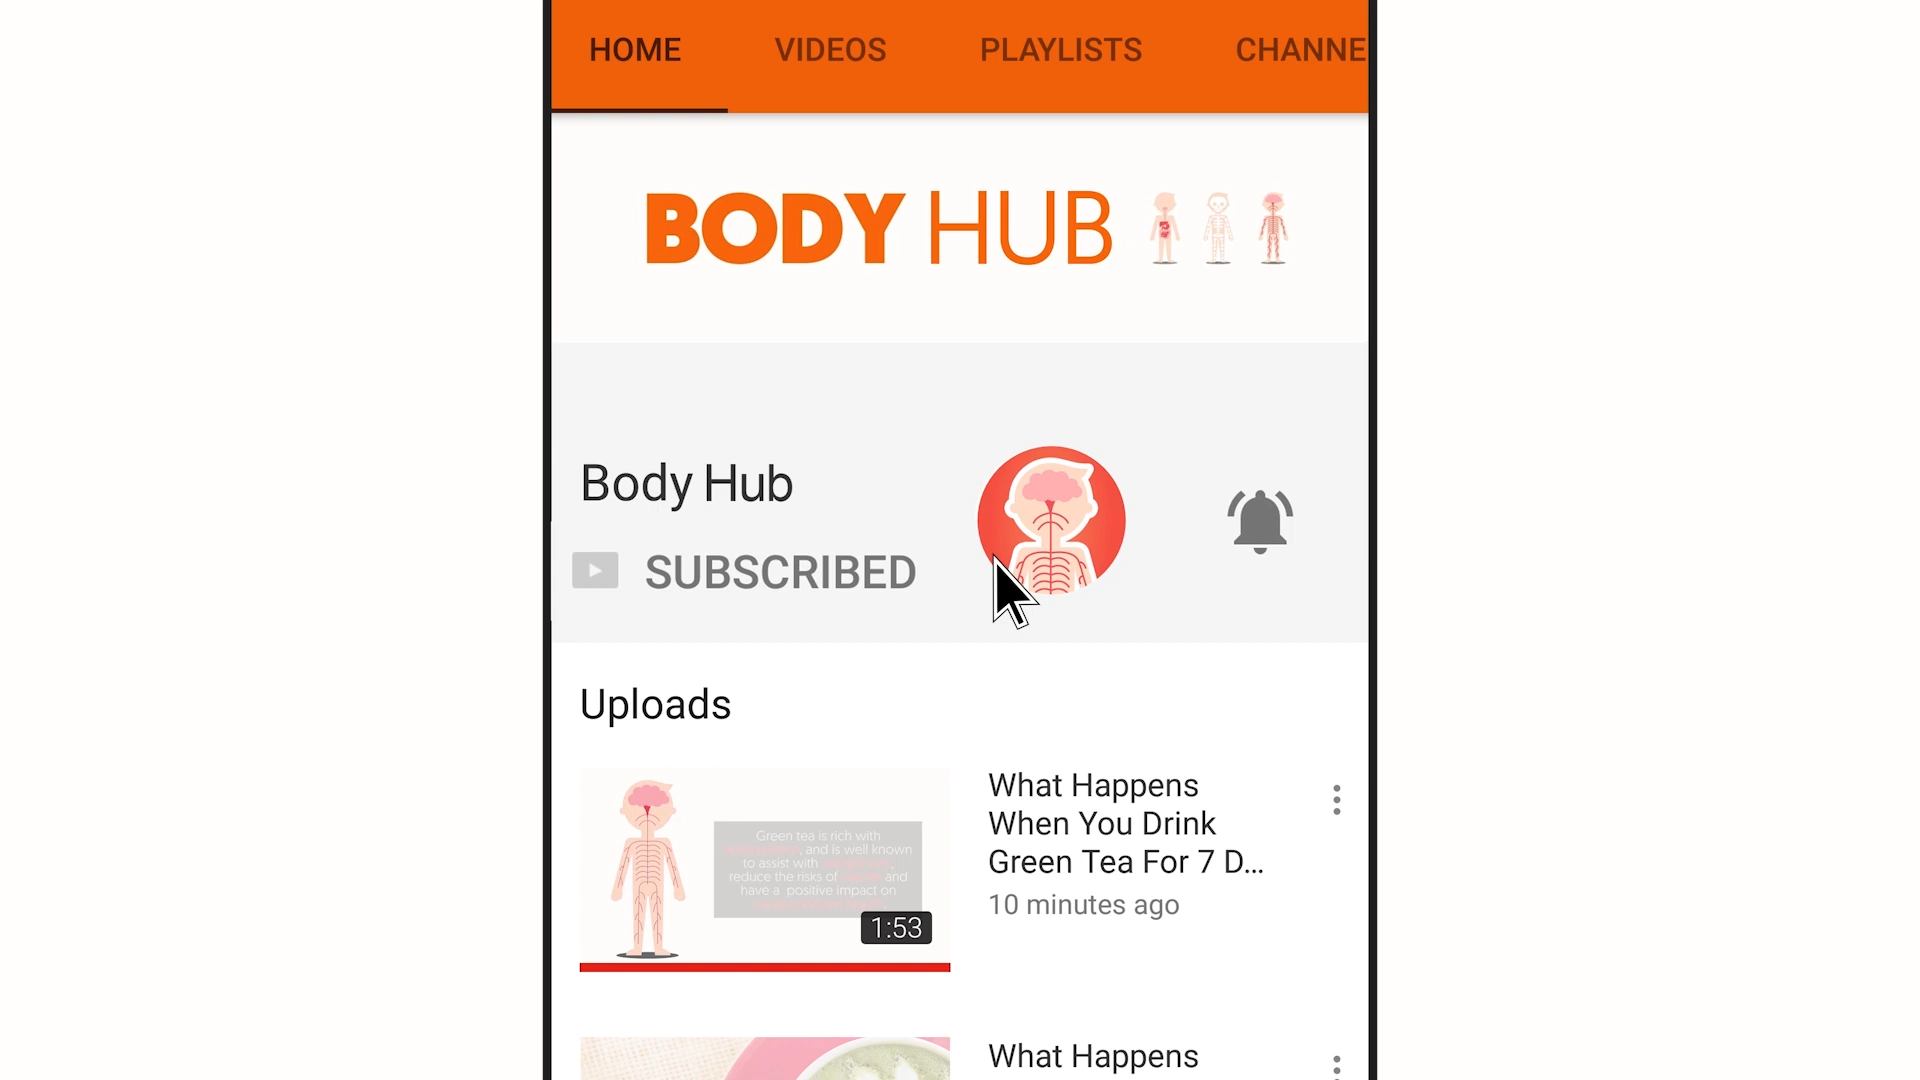 HOME VIDEOS PLAYLISTS CHANNE
BODY HUB
Body Hub
SUBSCRIBED
Uploads
Green tea is rich with
, and is well known
to assist with
reduce the risks of and
have a positive impact on
1:53
What Happens
When You Drink
Green Tea For 7 D...
10 minutes ago
What Happens